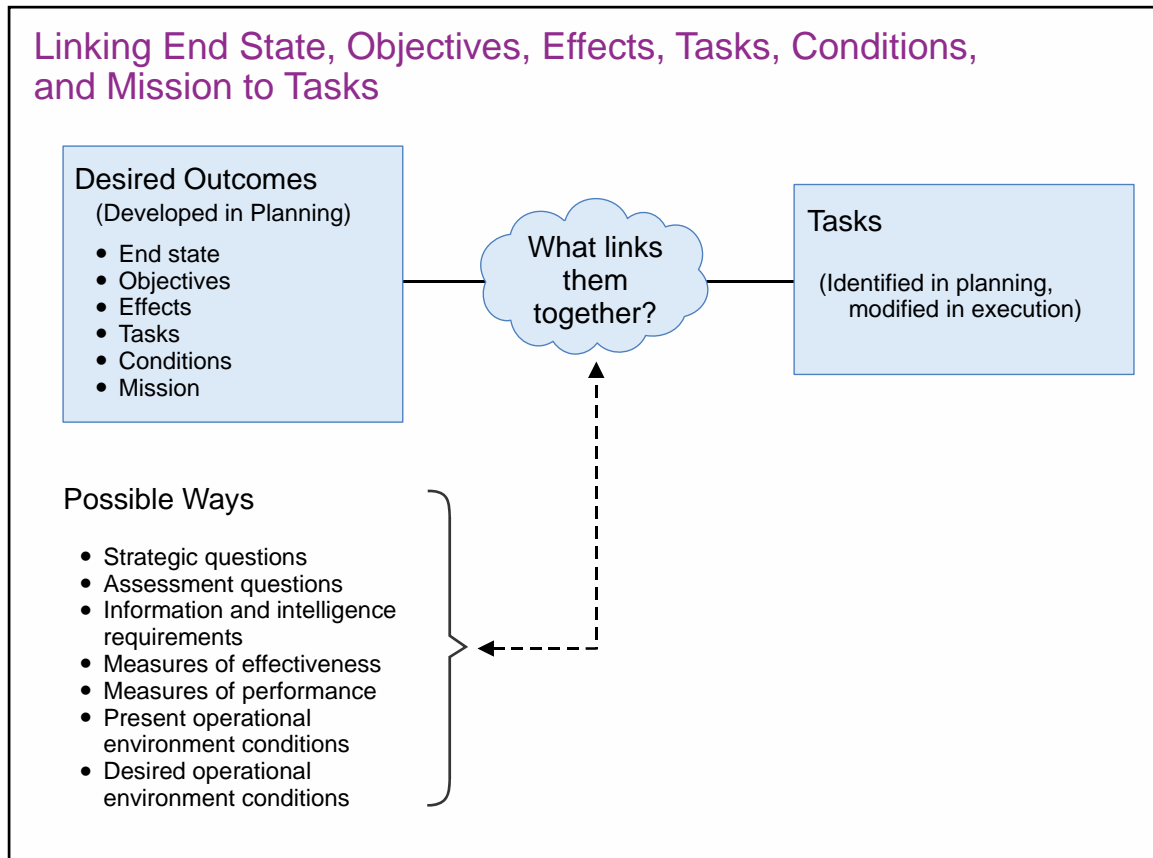 Linking End State, Objectives, Effects, Tasks, Conditions,
and Mission to Tasks
Desired Outcomes
(Developed in Planning)
• End state
• Objectives
• Effects
• Tasks
• Conditions
• Mission
What links
them
together?
Tasks
(Identified in planning,
modified in execution)
Possible Ways
• Strategic questions
• Assessment questions
• Information and intelligence
requirements
• Measures of effectiveness
• Measures of performance
• Present operational
environment conditions
• Desired operational
environment conditions